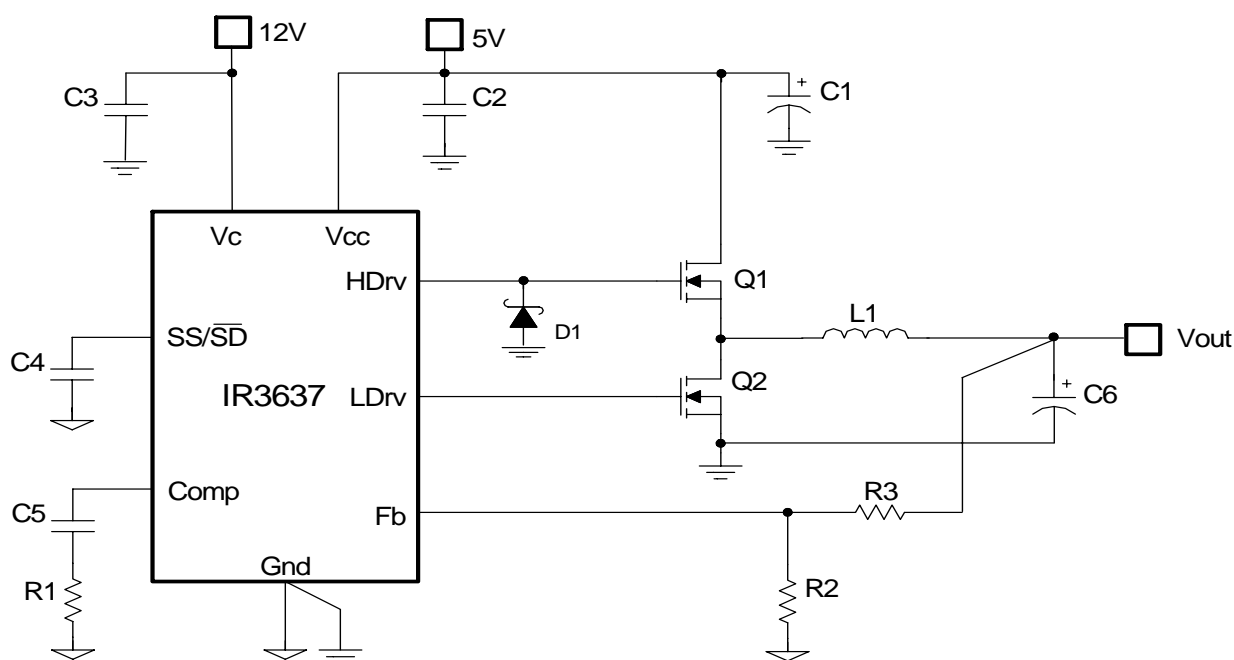 12V
5V
C3
C2
C1
Vc
Vcc
HDrv
Q1
D1
L1
Vout
SS/S̅D̅
C4
IR3637
LDrv
Q2
C6
Comp
C5
R3
Fb
Gnd
R1
R2